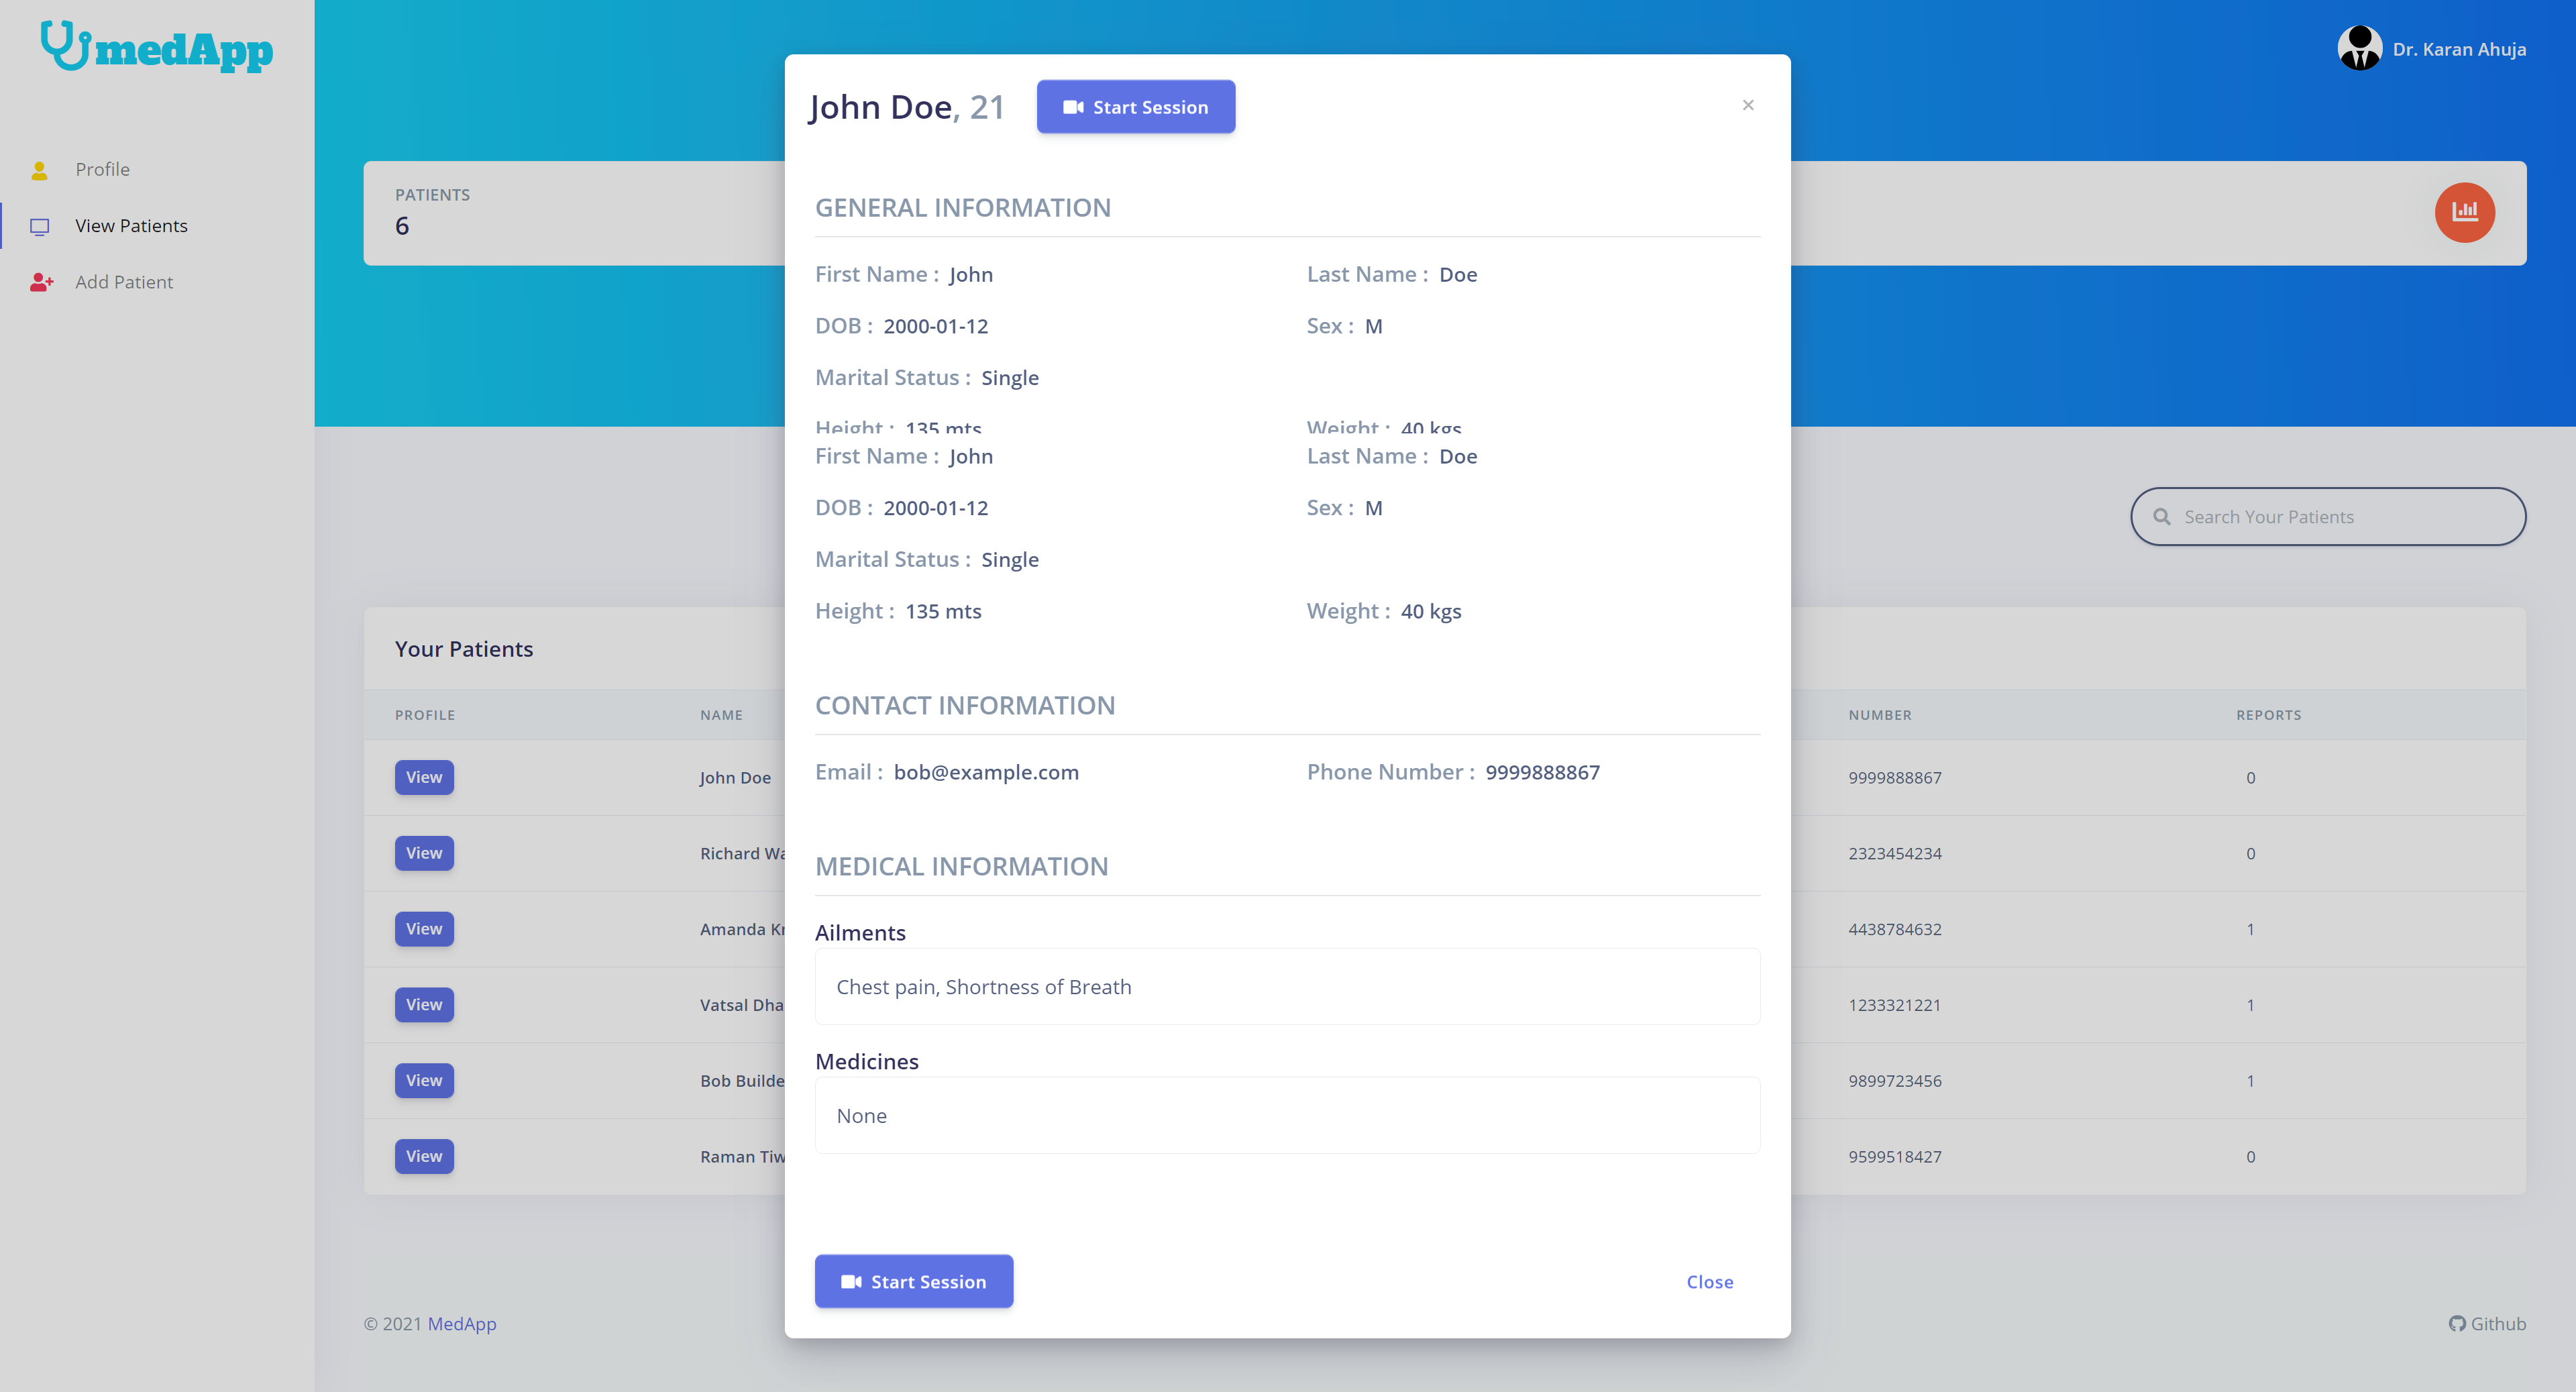 medApp
Dr. Karan Ahuja
Profile
View Patients
Add Patient
PATIENTS
6
John Doe, 21
Start Session
×
GENERAL INFORMATION
First Name : John Last Name : Doe
DOB : 2000-01-12 Sex : M
Marital Status : Single
Height : 135 mts Weight : 40 kgs
First Name : John Last Name : Doe
DOB : 2000-01-12 Sex : M
Marital Status : Single
Height : 135 mts Weight : 40 kgs
CONTACT INFORMATION
Email : bob@example.com Phone Number : 9999888867
MEDICAL INFORMATION
Ailments
Chest pain, Shortness of Breath
Medicines
None
Start Session
Close
Search Your Patients
Your Patients
PROFILE NAME NUMBER REPORTS
View John Doe 9999888867 0
View Richard 2323454234 0
View Amanda 4438784632 1
View Vatsal 1233321221 1
View Bob 9899723456 1
View Raman 9599518427 0
© 2021 MedApp
Github